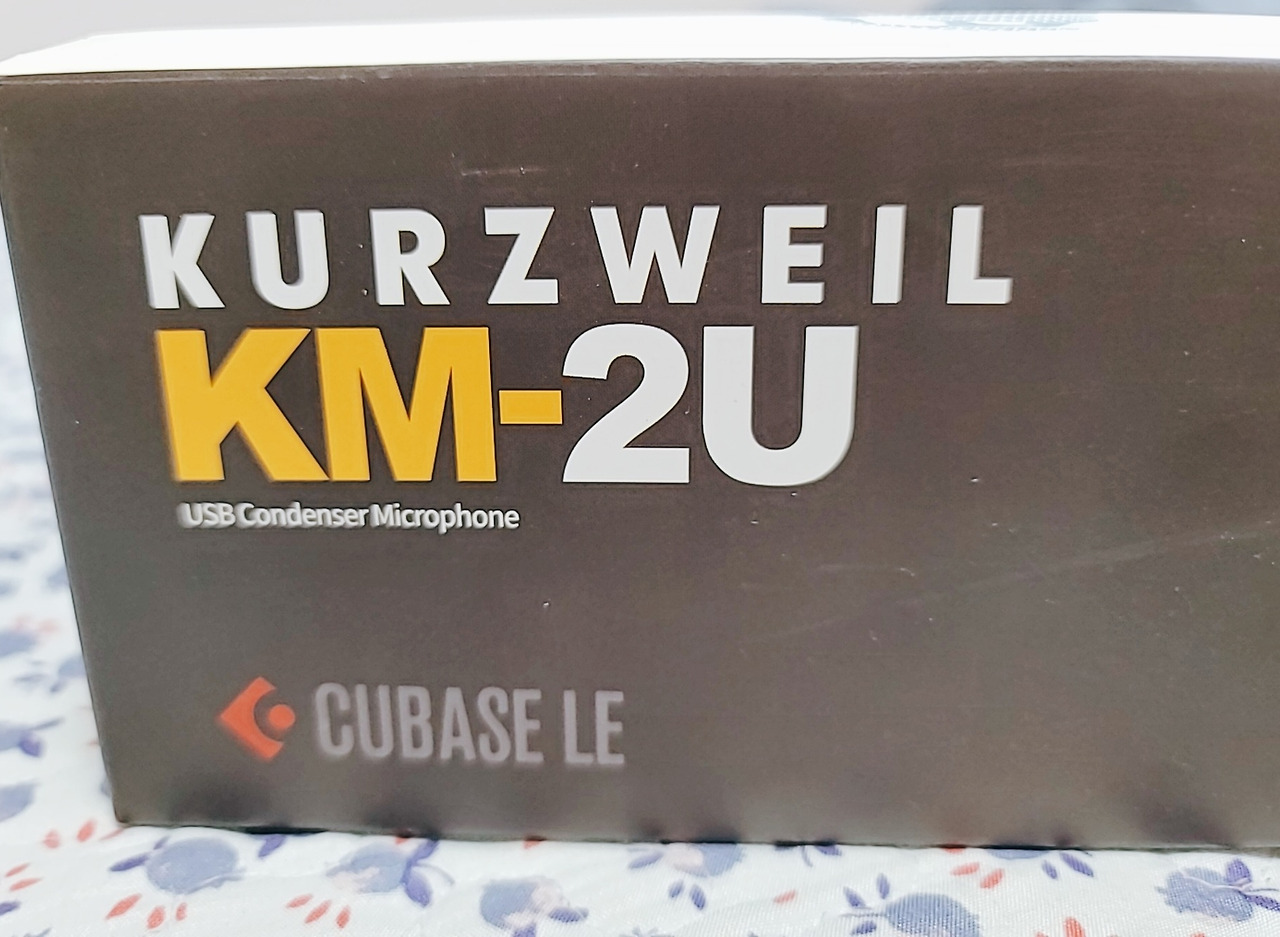 KURZWEIL
KM-2U
USB Condenser Microphone
CUBASE LE